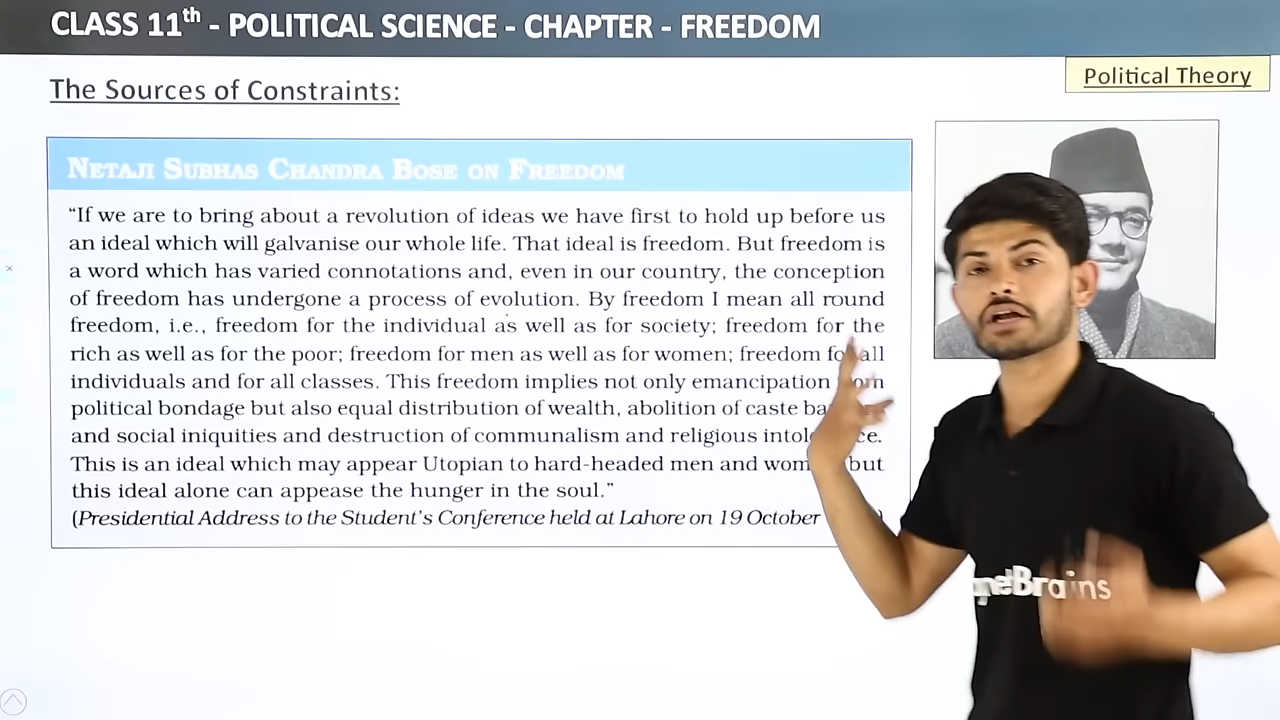 CLASS 11th - POLITICAL SCIENCE - CHAPTER - FREEDOM
The Sources of Constraints:
Political Theory
NETAJI SUBHAS CHANDRA BOSE ON FREEDOM
“If we are to bring about a revolution of ideas we have first to hold up before us
an ideal which will galvanise our whole life. That ideal is freedom. But freedom is
a word which has varied connotations and, even in our country, the conception
of freedom has undergone a process of evolution. By freedom I mean all round
freedom, i.e., freedom for the individual as well as for society; freedom for the
rich as well as for the poor; freedom for men as well as for women; freedom all
individuals and for all classes. This freedom implies not only emancipation
political bondage but also equal distribution of wealth, abolition of caste
and social iniquities and destruction of communalism and religious
This is an ideal which may appear Utopian to hard-headed men and but
this ideal alone can appease the hunger in the soul.”
(Presidential Address to the Student's Conference held at Lahore on 19 October